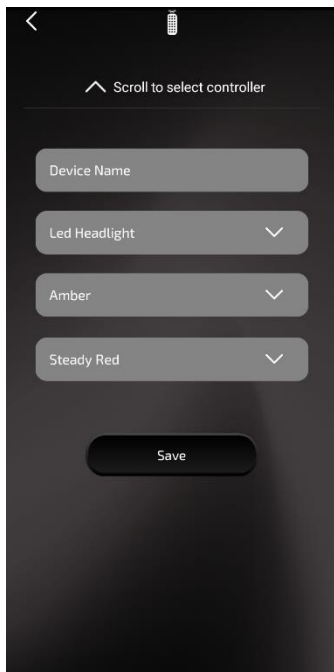 Scroll to select controller
Device Name
Led Headlight
Amber
Steady Red
Save